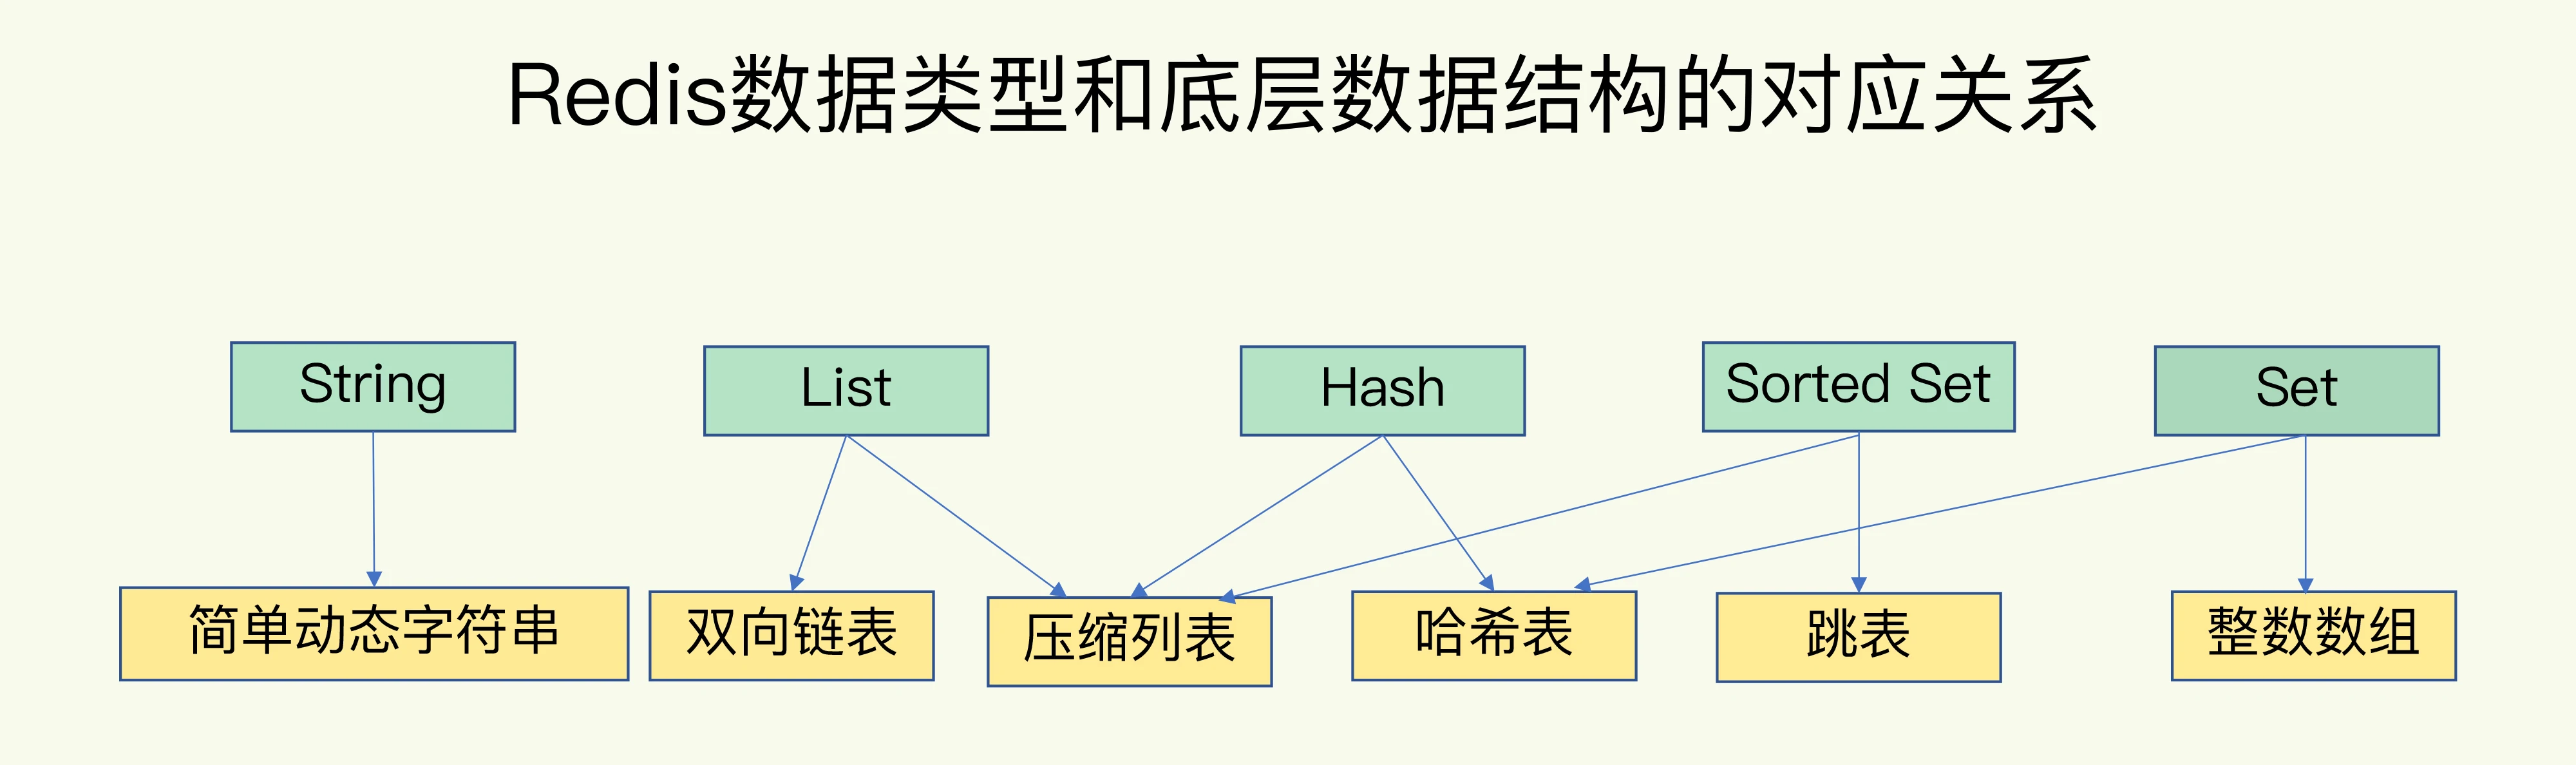 Redis数据类型和底层数据结构的对应关系
String
List
Hash
Sorted Set
Set
简单动态字符串
双向链表
压缩列表
哈希表
跳表
整数数组